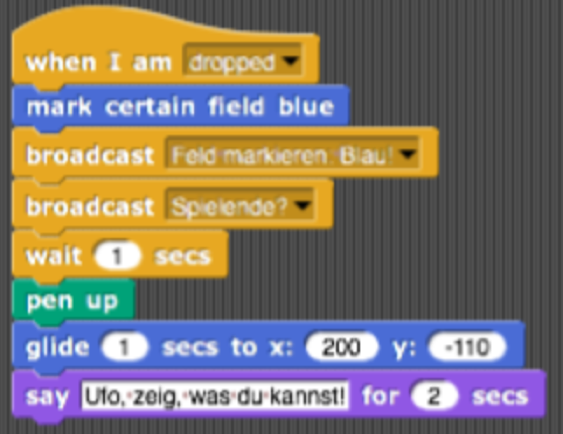 when I am dropped
mark certain field blue
broadcast Feld markieren: Blau!
broadcast Spielende?
wait 1 secs
pen up
glide 1 secs to x: 200 y: -110
say Ufo, zeig, was du kannst! for 2 secs